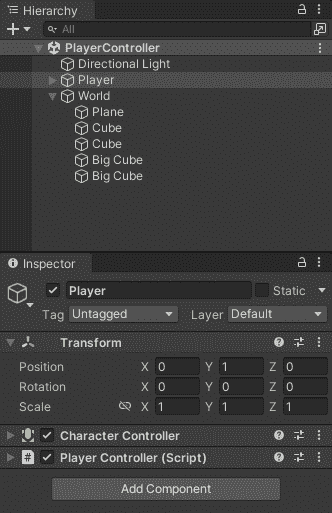 Hierarchy
All
PlayerController
Directional Light
Player
World
Plane
Cube
Cube
Big Cube
Big Cube
Inspector
Player Static
Tag Untagged Layer Default
Transform
Position X 0 Y 1 Z 0
Rotation X 0 Y 0 Z 0
Scale X 1 Y 1 Z 1
Character Controller
# Player Controller (Script)
Add Component